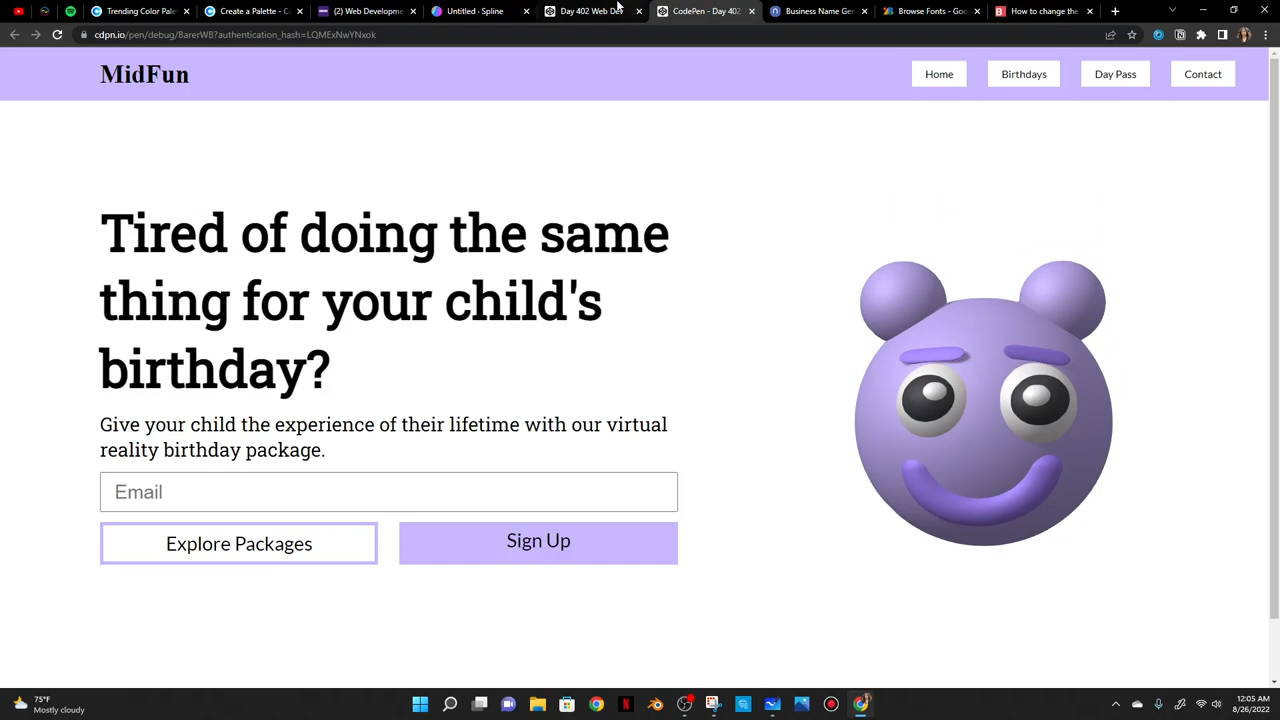 Trending Color Palet
Create a Palette - C
(2) Web Developme
Untitled - Spline
Day 402 Web De
CodePen - Day 402
Business Name Gen
Browse Fonts - Goo
How to change the
cdpn.io/pen/debug/BarerWB?authentication_hash=LQMExNwYNxok
MidFun
Home
Birthdays
Day Pass
Contact
Tired of doing the same
thing for your child's
birthday?
Give your child the experience of their lifetime with our virtual
reality birthday package.
Email
Explore Packages
Sign Up
75°F
Mostly cloudy
12:05 AM
8/26/2022